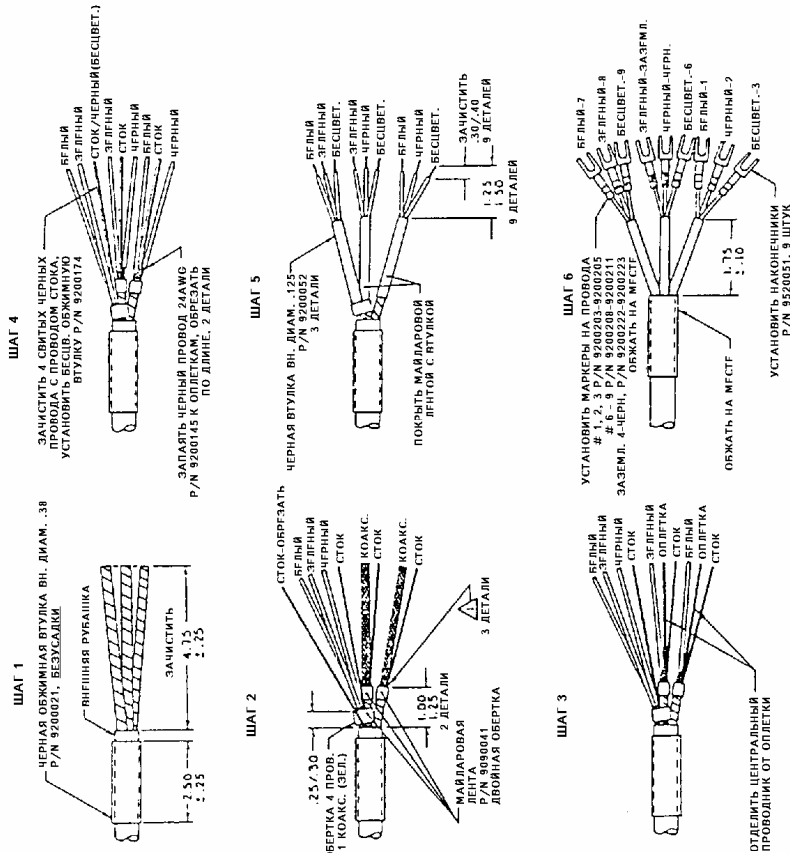 ШАГ 1
ЧЕРНАЯ ОБЖИМНАЯ ВТУЛКА ВН. ДИАМ. .38
P/N 9200021, БЕЗУСАДКИ
ВНЕШНЯЯ РУБАШКА
ЗАЧИСТИТЬ
4.75
±.25
2.50
±.25
ШАГ 2
СТОК-ОБРЕЗАТЬ
БЕЛЫЙ
ЗЕЛЕНЫЙ
ЧЕРНЫЙ
СТОК
КОАКС.
СТОК
КОАКС.
СТОК
.25/.30
ОБЕРТКА 4 ПРОВ.
1 КОАКС. (ЗЕЛ.)
1.00
1.25
2 ДЕТАЛИ
1
3 ДЕТАЛИ
МАЙЛАРОВАЯ
ЛЕНТА
P/N 9090041
ДВОЙНАЯ ОБЕРТКА
ШАГ 3
БЕЛЫЙ
ЗЕЛЕНЫЙ
ЧЕРНЫЙ
СТОК
ЗЕЛЕНЫЙ
ОПЛЕТКА
СТОК
БЕЛЫЙ
ОПЛЕТКА
СТОК
ОТДЕЛИТЬ ЦЕНТРАЛЬНЫЙ
ПРОВОДНИК ОТ ОПЛЕТКИ
ШАГ 4
ЗАЧИСТИТЬ 4 СВИТЫХ ЧЕРНЫХ
ПРОВОДА С ПРОВОДОМ СТОКА,
УСТАНОВИТЬ БЕСЦВ. ОБЖИМНУЮ
ВТУЛКУ P/N 9200174
БЕЛЫЙ
ЗЕЛЕНЫЙ
СТОК/ЧЕРНЫЙ(БЕСЦВЕТ.)
ЗЕЛЕНЫЙ
СТОК
ЧЕРНЫЙ
БЕЛЫЙ
СТОК
ЧЕРНЫЙ
ЗАПАЯТЬ ЧЕРНЫЙ ПРОВОД 24AWG
P/N 9200145 К ОПЛЕТКАМ, ОБРЕЗАТЬ
ПО ДЛИНЕ, 2 ДЕТАЛИ
ШАГ 5
ЧЕРНАЯ ВТУЛКА ВН. ДИАМ. .125
P/N 9200052
3 ДЕТАЛИ
БЕЛЫЙ
ЗЕЛЕНЫЙ
БЕСЦВЕТ.
ЗЕЛЕНЫЙ
ЧЕРНЫЙ
БЕСЦВЕТ.
БЕЛЫЙ
ЧЕРНЫЙ
БЕСЦВЕТ.
ЗАЧИСТИТЬ
.30/.40
9 ДЕТАЛЕЙ
1.25
1.50
9 ДЕТАЛЕЙ
ПОКРЫТЬ МАЙЛАРОВОЙ
ЛЕНТОЙ С ВТУЛКОЙ
ШАГ 6
УСТАНОВИТЬ МАРКЕРЫ НА ПРОВОДА
# 1, 2, 3 P/N 9200203-9200205
# 6 - 9 P/N 9200208-9200211
ЗАЗЕМЛ. 4-ЧЕРН, P/N 9200222-9200223
ОБЖАТЬ НА МЕСТЕ
БЕЛЫЙ-7
ЗЕЛЕНЫЙ-8
БЕСЦВЕТ.-9
ЗЕЛЕНЫЙ-ЗАЗЕМЛ.
ЧЕРНЫЙ-ЧЕРН.
БЕСЦВЕТ.-6
БЕЛЫЙ-1
ЧЕРНЫЙ-2
БЕСЦВЕТ.-3
1.75
±.10
ОБЖАТЬ НА МЕСТЕ
УСТАНОВИТЬ НАКОНЕЧНИКИ
P/N 9520051, 9 ШТУК